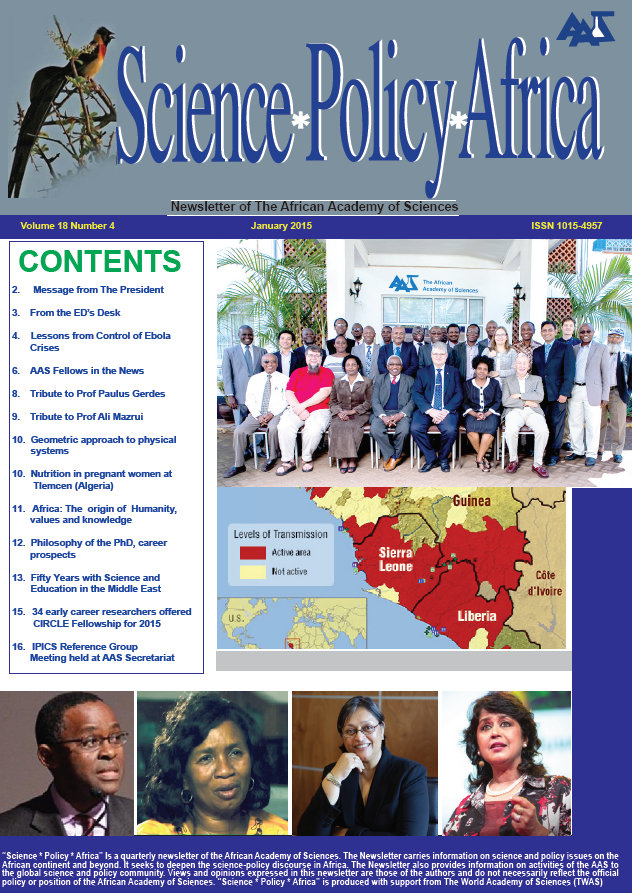 AAS
Science*Policy*Africa
Newsletter of The African Academy of Sciences
Volume 18 Number 4 January 2015 ISSN 1015-4957
CONTENTS
2. Message from The President
3. From the ED's Desk
4. Lessons from Control of Ebola
Crises
6. AAS Fellows in the News
8. Tribute to Prof Paulus Gerdes
9. Tribute to Prof Ali Mazrui
10. Geometric approach to physical
systems
10. Nutrition in pregnant women at
Tlemcen (Algeria)
11. Africa: The origin of Humanity,
values and knowledge
12. Philosophy of the PhD, career
prospects
13. Fifty Years with Science and
Education in the Middle East
15. 34 early career researchers offered
CIRCLE Fellowship for 2015
16. IPICS Reference Group
Meeting held at AAS Secretariat
AAS The African
Academy of Sciences
Guinea
Levels of Transmission
Active area
Not active
Sierra
Leone
Côte
d'Ivoire
Liberia
U.S.
"Science * Policy * Africa" Is a quarterly newsletter of the African Academy of Sciences. The Newsletter carries information on science and policy issues on the
African continent and beyond. It seeks to deepen the science-policy discourse in Africa. The Newsletter also provides information on activities of the AAS to
the global science and policy community. Views and opinions expressed in this newsletter are those of the authors and do not necessarily reflect the official
policy or position of the African Academy of Sciences. "Science * Policy * Africa" is produced with support from The World Academy of Sciences (TWAS)